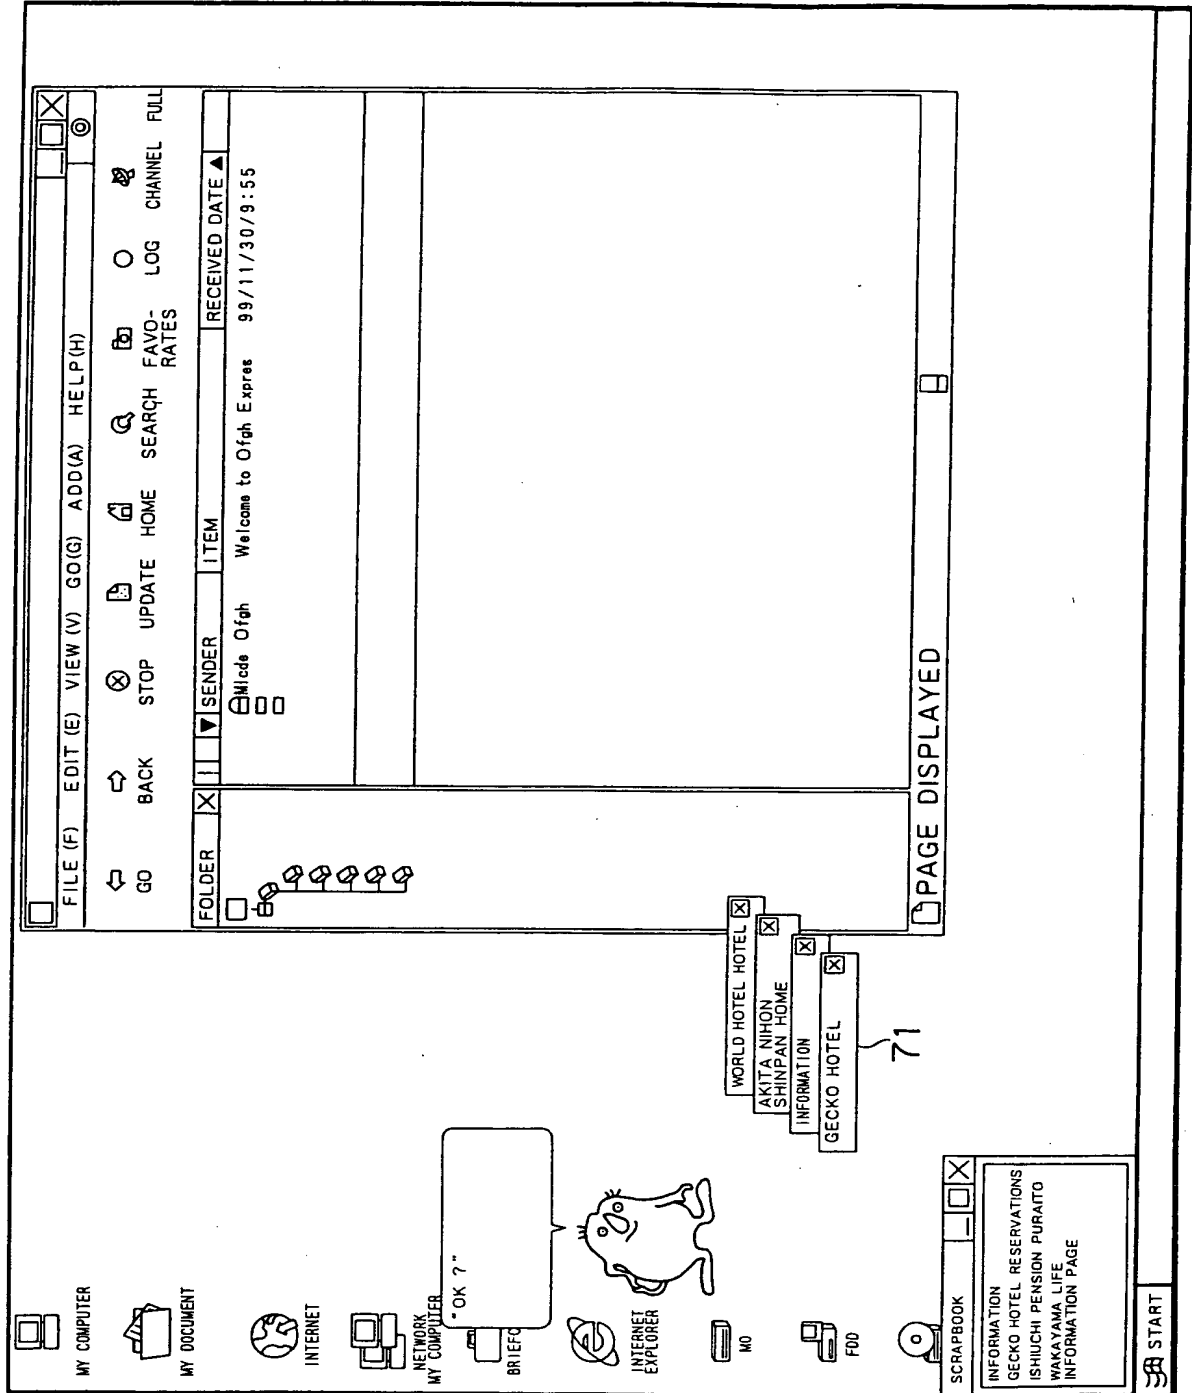 MY COMPUTER
MY DOCUMENT
INTERNET
NETWORK
MY COMPUTER
"OK ?"
INTERNET
EXPLORER
MO
FDD
SCRAPBOOK
INFORMATION
GECKO HOTEL RESERVATIONS
ISHIUCHI PENSION PURAITO
WAKAYAMA LIFE
INFORMATION PAGE
START
FILE (F) EDIT (E) VIEW (V) GO(G) ADD(A) HELP(H)
GO BACK STOP UPDATE HOME SEARCH FAVO-
RATES LOG CHANNEL FULL
FOLDER
SENDER ITEM RECEIVED DATE
Micde Ofgh Welcome to Ofgh Expres 99/11/30/9:55
WORLD HOTEL HOTEL
AKITA NIHON
SHINPAN HOME
INFORMATION
GECKO HOTEL
71
PAGE DISPLAYED